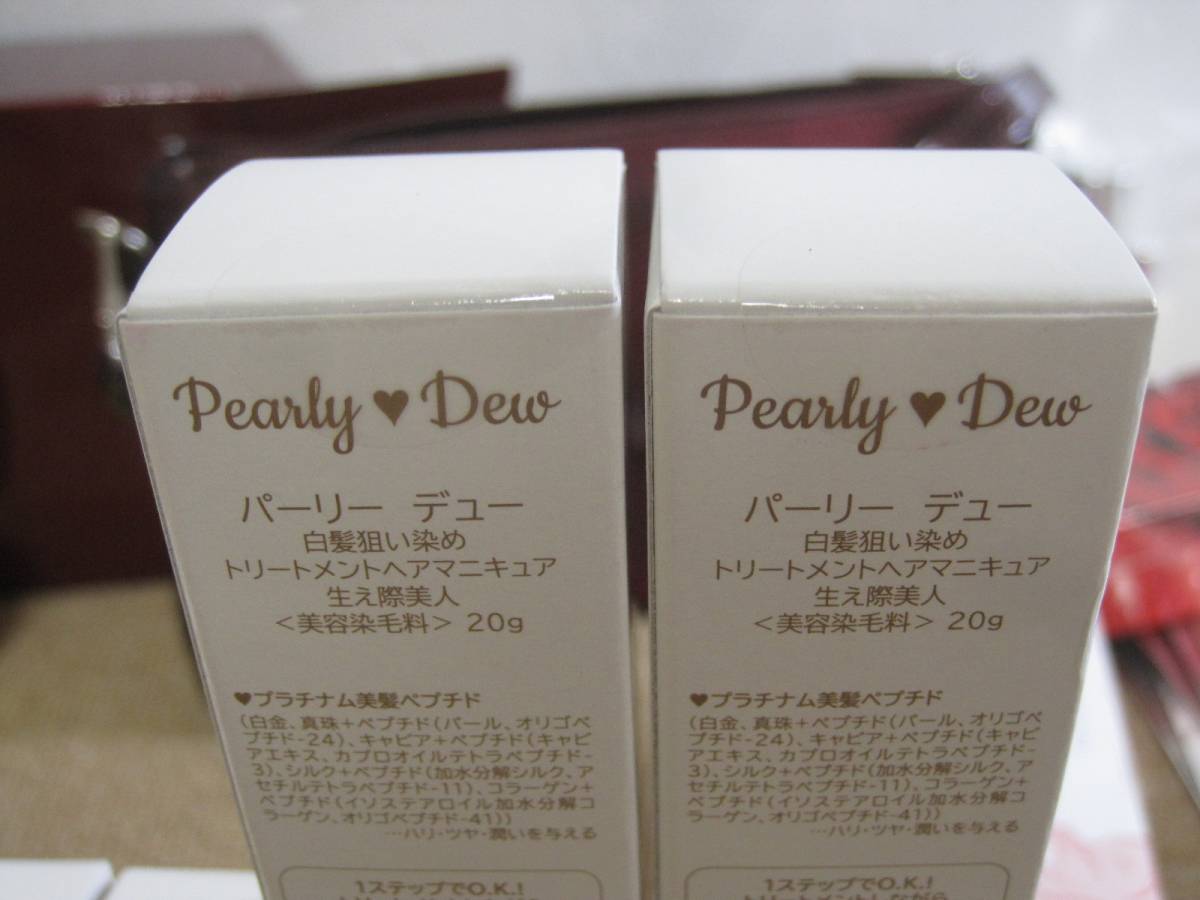 Pearly♥Dew
パーリー デュー
白髪狙い染め
トリートメントヘアマニキュア
生え際美人
＜美容染毛料＞ 20g
♥プラチナム美髪ペプチド
(白金、真珠+ペプチド(パール、オリゴペ
プチド-24)、キャビア+ペプチド(キャビ
アエキス、カプロオイルテトラペプチド-
3)、シルク+ペプチド(加水分解シルク、ア
セチルテトラペプチド-11)、コラーゲン+
ペプチド(イソステアロイル加水分解コ
ラーゲン、オリゴペプチド-41))
…ハリ・ツヤ・潤いを与える
1ステップでO.K.!
Pearly♥Dew
パーリー デュー
白髪狙い染め
トリートメントヘアマニキュア
生え際美人
＜美容染毛料＞ 20g
♥プラチナム美髪ペプチド
(白金、真珠+ペプチド(パール、オリゴペ
プチド-24)、キャビア+ペプチド(キャビ
アエキス、カプロオイルテトラペプチド-
3)、シルク+ペプチド(加水分解シルク、ア
セチルテトラペプチド-11)、コラーゲン+
ペプチド(イソステアロイル加水分解コ
ラーゲン、オリゴペプチド-41))
…ハリ・ツヤ・潤いを与える
1ステップでO.K.!
トリートメントしながら